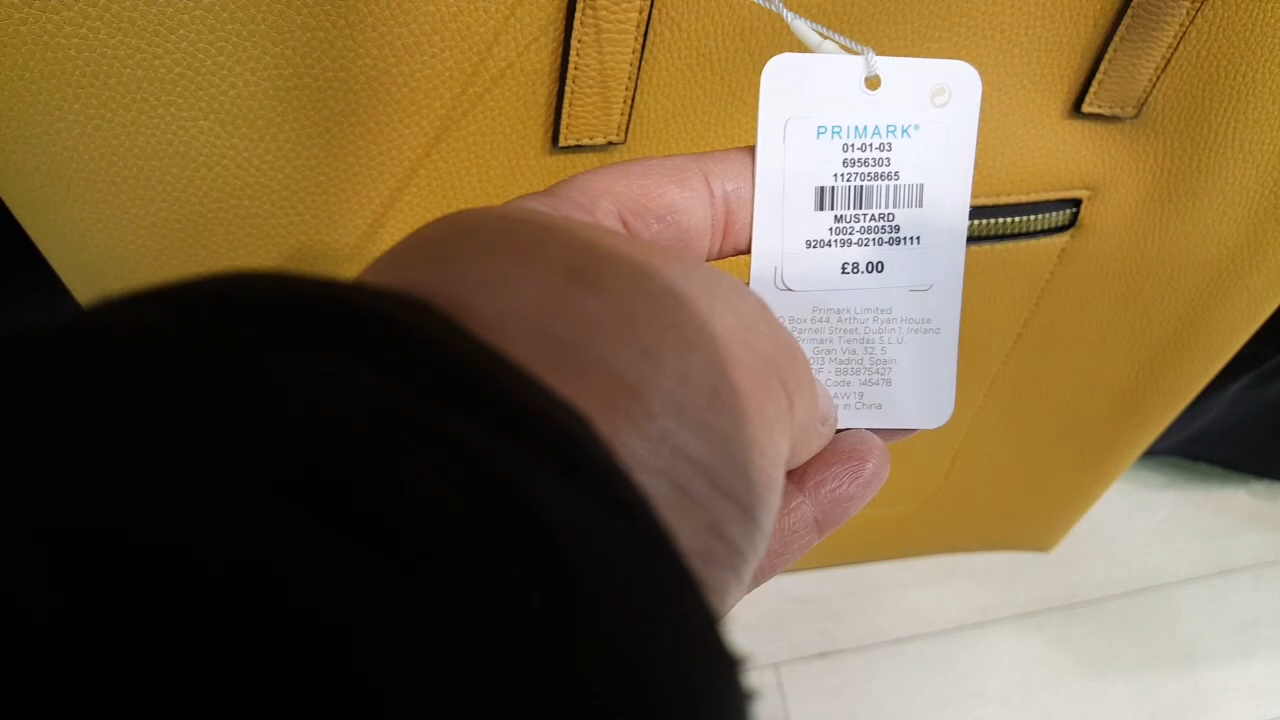 PRIMARK®
01-01-03
6956303
1127058665
MUSTARD
1002-080539
9204199-0210-09111
£8.00
Primark Limited
O Box 644, Arthur Ryan House
Parnell Street, Dublin 1, Ireland
Primark Tiendas S.L.U.
Gran Via, 32, 5
013 Madrid, Spain
CIF - B83875427
Code: 145478
AW19
in China